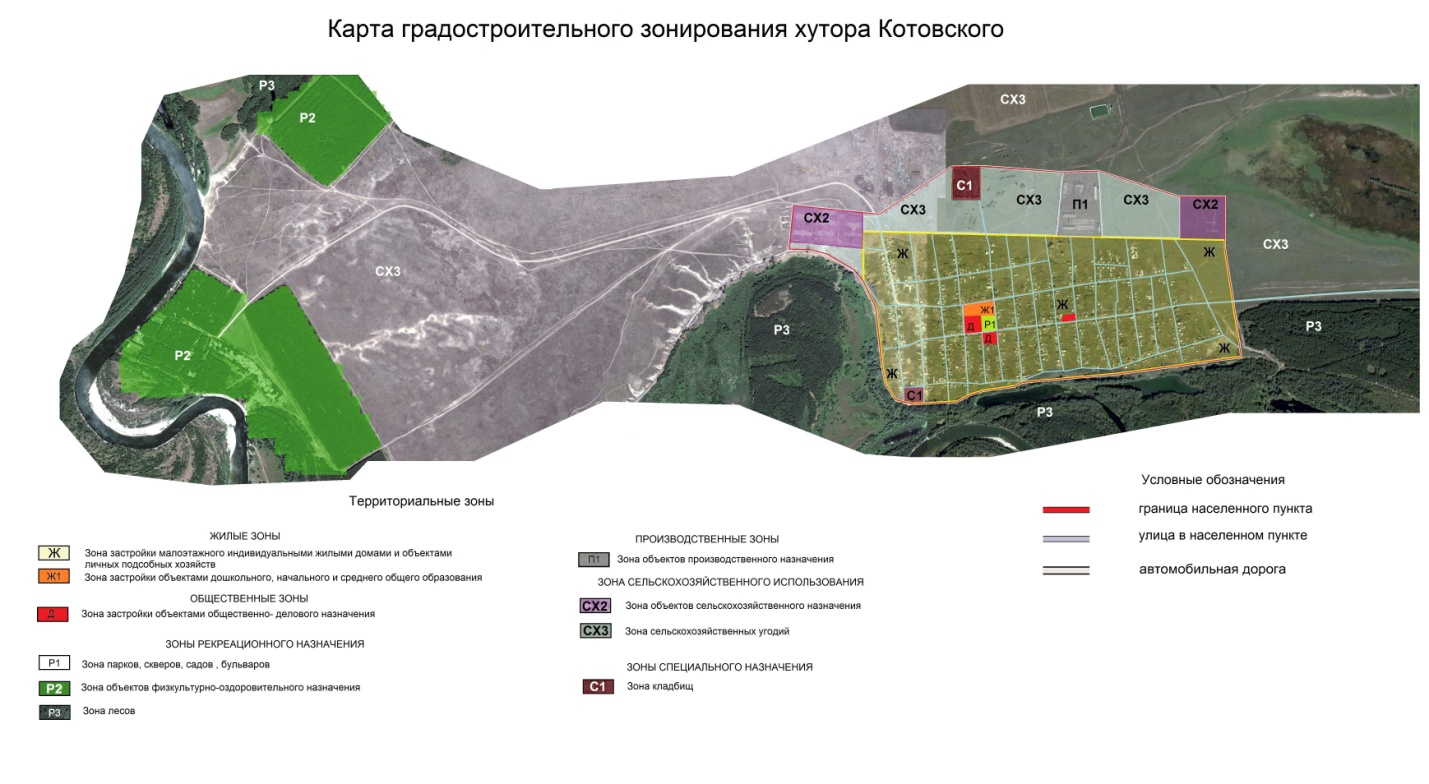 Карта градостроительного зонирования хутора Котовского
Р3
Р2
СХ3
С1
СХ3
СХ3
П1
СХ3
СХ2
СХ2
СХ3
СХ3
Ж
Ж
Ж
Ж1
Д
Р1
Д
Р3
Р3
Р2
Ж
Ж
С1
Р3
Территориальные зоны
ЖИЛЫЕ ЗОНЫ
Ж
Зона застройки малоэтажного индивидуальными жилыми домами и объектами
личных подсобных хозяйств
Ж1
Зона застройки объектами дошкольного, начального и среднего общего образования
ОБЩЕСТВЕННЫЕ ЗОНЫ
Д
Зона застройки объектами общественно- делового назначения
ЗОНЫ РЕКРЕАЦИОННОГО НАЗНАЧЕНИЯ
Р1
Зона парков, скверов, садов , бульваров
Р2
Зона объектов физкультурно-оздоровительного назначения
Р3
Зона лесов
ПРОИЗВОДСТВЕННЫЕ ЗОНЫ
П1
Зона объектов производственного назначения
ЗОНА СЕЛЬСКОХОЗЯЙСТВЕННОГО ИСПОЛЬЗОВАНИЯ
СХ2
Зона объектов сельскохозяйственного назначения
СХ3
Зона сельскохозяйственных угодий
ЗОНЫ СПЕЦИАЛЬНОГО НАЗНАЧЕНИЯ
С1
Зона кладбищ
Условные обозначения
граница населенного пункта
улица в населенном пункте
автомобильная дорога